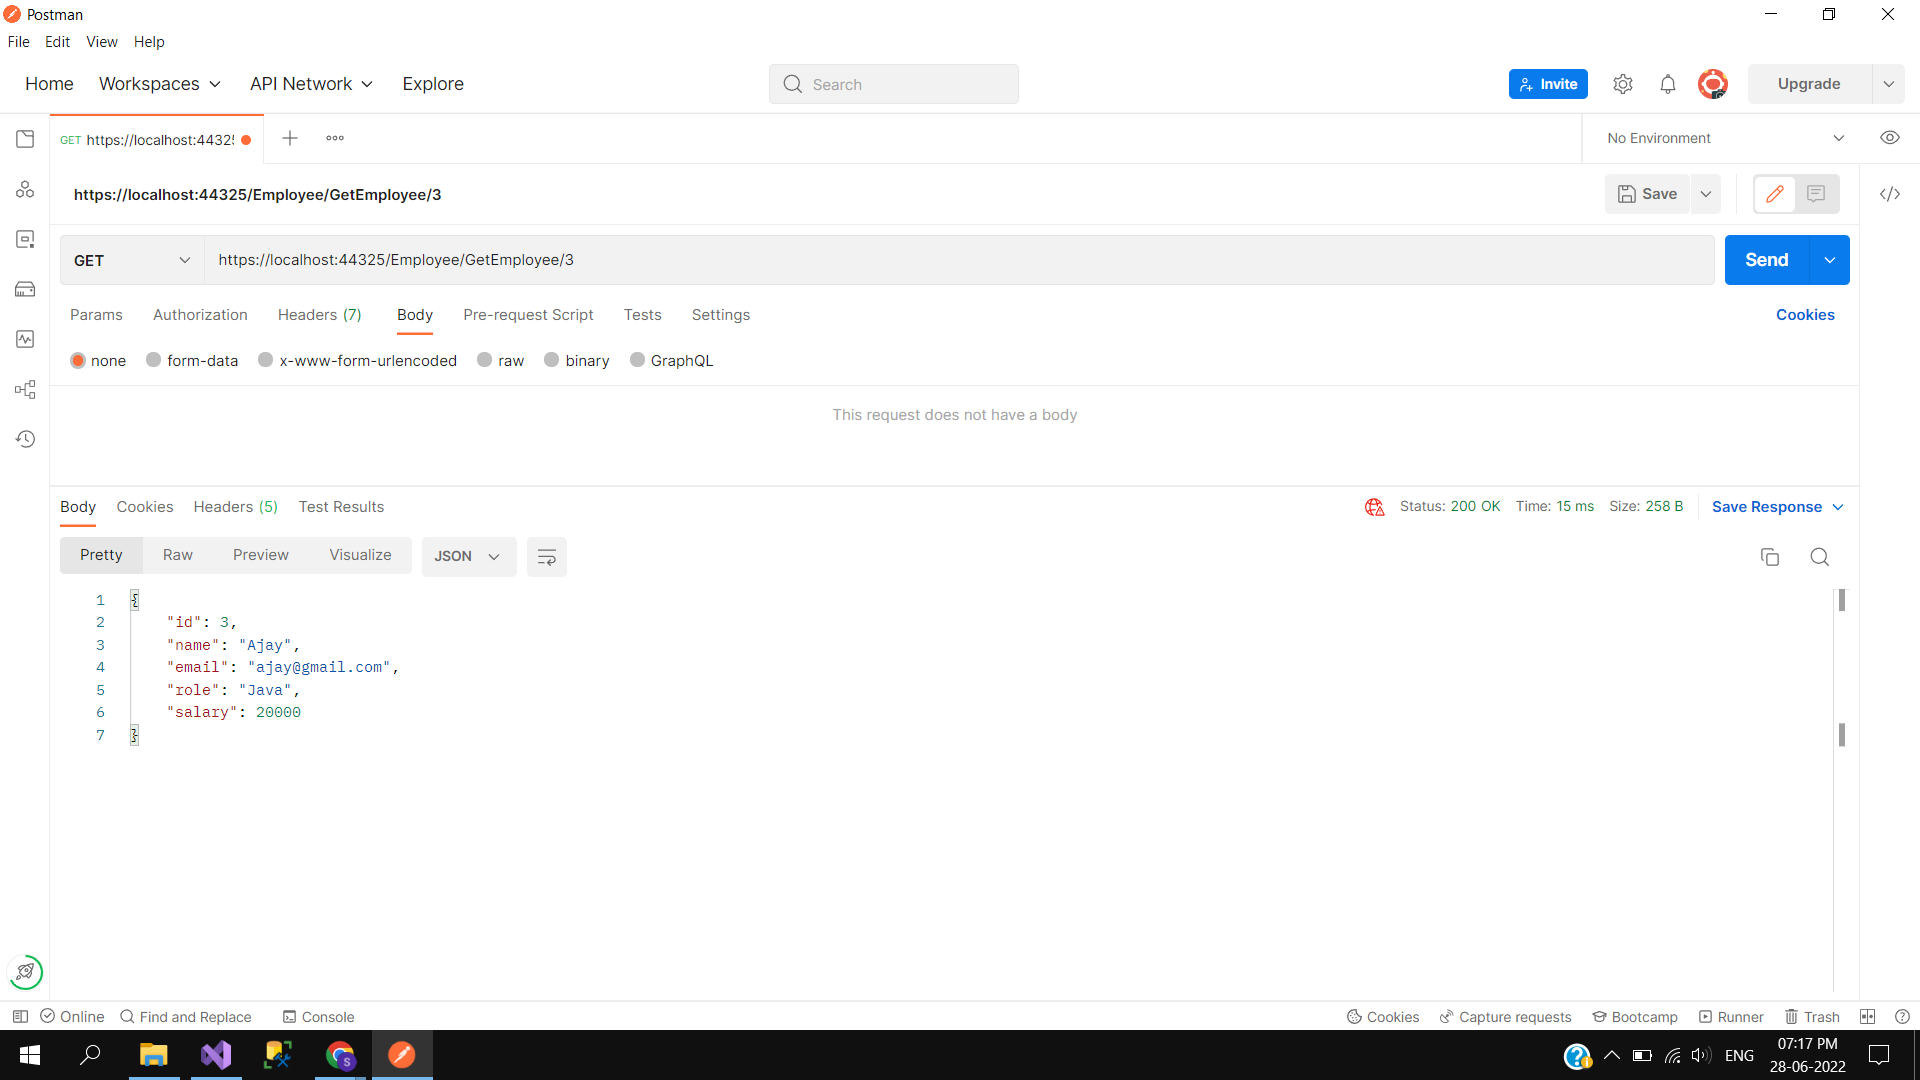 Postman
File Edit View Help
Home Workspaces API Network Explore Search Invite Upgrade
GET https://localhost:4432 No Environment
https://localhost:44325/Employee/GetEmployee/3 Save
GET https://localhost:44325/Employee/GetEmployee/3 Send
Params Authorization Headers (7) Body Pre-request Script Tests Settings Cookies
none form-data x-www-form-urlencoded raw binary GraphQL
This request does not have a body
Body Cookies Headers (5) Test Results Status: 200 OK Time: 15 ms Size: 258 B Save Response
Pretty Raw Preview Visualize JSON
1 {
2 "id": 3,
3 "name": "Ajay",
4 "email": "ajay@gmail.com",
5 "role": "Java",
6 "salary": 20000
7 }
Online Find and Replace Console Cookies Capture requests Bootcamp Runner Trash
S ENG 07:17 PM
28-06-2022